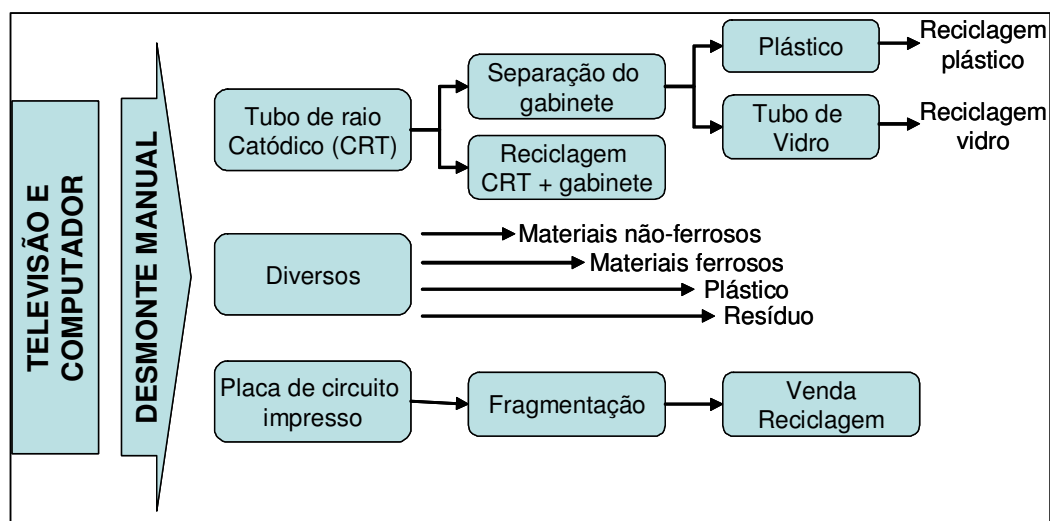 TELEVISÃO E
COMPUTADOR
DESMONTE MANUAL
Tubo de raio
Catódico (CRT)
Separação do
gabinete
Reciclagem
CRT + gabinete
Plástico
Reciclagem
plástico
Tubo de
Vidro
Reciclagem
vidro
Diversos
Materiais não-ferrosos
Materiais ferrosos
Plástico
Resíduo
Placa de circuito
impresso
Fragmentação
Venda
Reciclagem